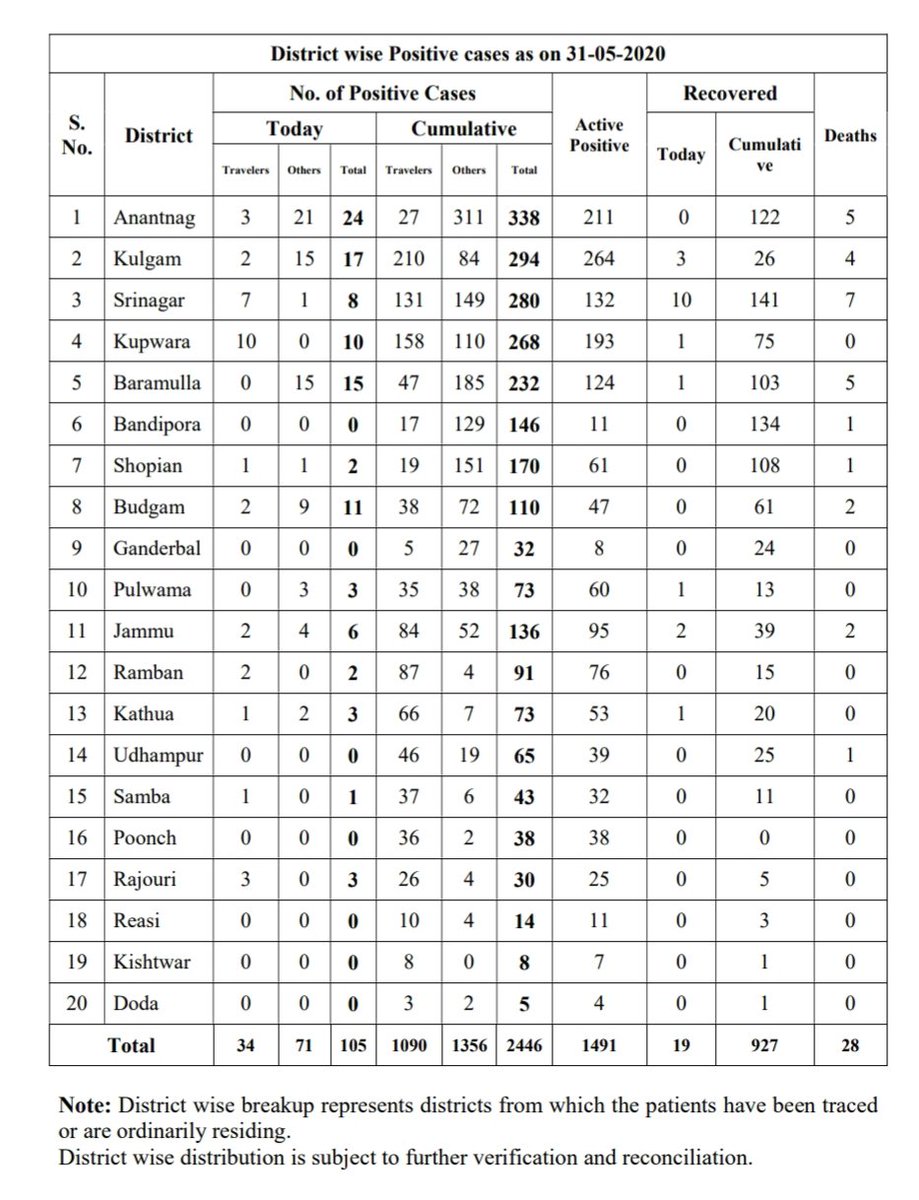 District wise Positive cases as on 31-05-2020
S. No. District No. of Positive Cases Active Positive Recovered Deaths
Today Cumulative Today Cumulati ve
Travelers Others Total Travelers Others Total
1 Anantnag 3 21 24 27 311 338 211 0 122 5
2 Kulgam 2 15 17 210 84 294 264 3 26 4
3 Srinagar 7 1 8 131 149 280 132 10 141 7
4 Kupwara 10 0 10 158 110 268 193 1 75 0
5 Baramulla 0 15 15 47 185 232 124 1 103 5
6 Bandipora 0 0 0 17 129 146 11 0 134 1
7 Shopian 1 1 2 19 151 170 61 0 108 1
8 Budgam 2 9 11 38 72 110 47 0 61 2
9 Ganderbal 0 0 0 5 27 32 8 0 24 0
10 Pulwama 0 3 3 35 38 73 60 1 13 0
11 Jammu 2 4 6 84 52 136 95 2 39 2
12 Ramban 2 0 2 87 4 91 76 0 15 0
13 Kathua 1 2 3 66 7 73 53 1 20 0
14 Udhampur 0 0 0 46 19 65 39 0 25 1
15 Samba 1 0 1 37 6 43 32 0 11 0
16 Poonch 0 0 0 36 2 38 38 0 0 0
17 Rajouri 3 0 3 26 4 30 25 0 5 0
18 Reasi 0 0 0 10 4 14 11 0 3 0
19 Kishtwar 0 0 0 8 0 8 7 0 1 0
20 Doda 0 0 0 3 2 5 4 0 1 0
Total 34 71 105 1090 1356 2446 1491 19 927 28
Note: District wise breakup represents districts from which the patients have been traced
or are ordinarily residing.
District wise distribution is subject to further verification and reconciliation.